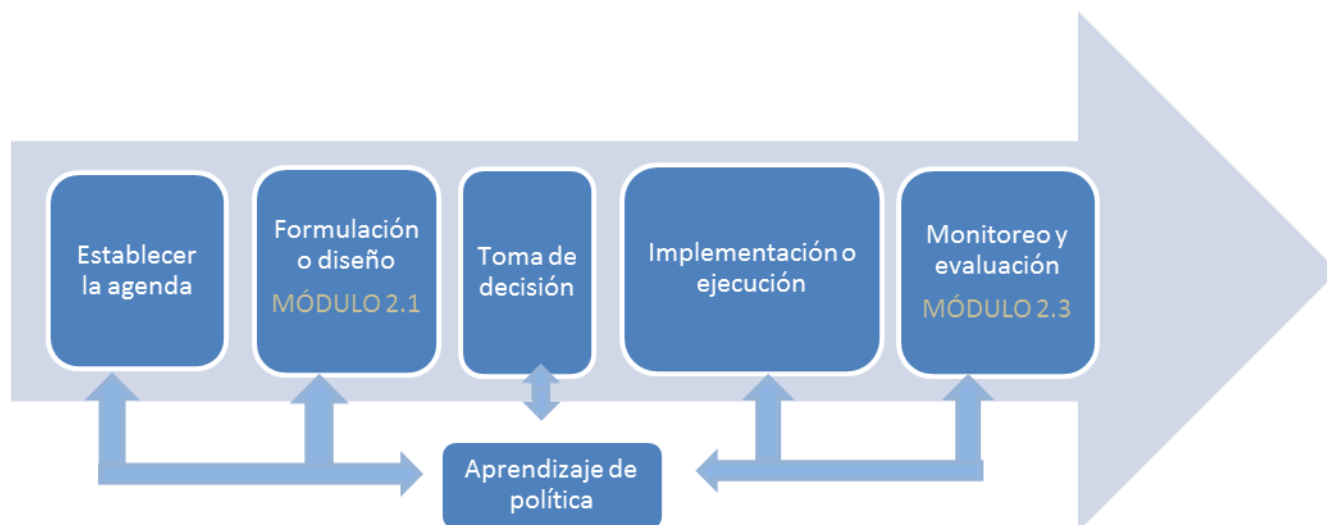 Establecer
la agenda
Formulación
o diseño
MÓDULO 2.1
Toma de
decisión
Implementación o
ejecución
Monitoreo y
evaluación
MÓDULO 2.3
Aprendizaje de
política